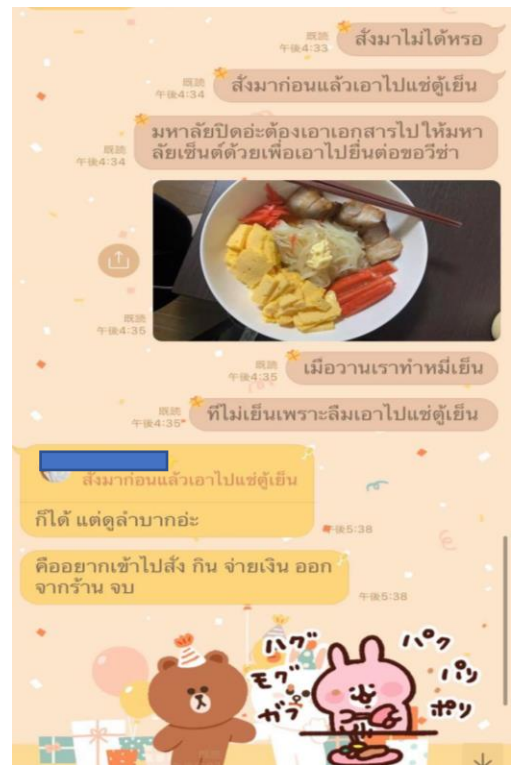 既読
午後4:33
สั่งมาไม่ได้หรอ
既読
午後4:34
สั่งมาก่อนแล้วเอาไปแช่ตู้เย็น
มหาลัยปิดอ่ะต้องเอาเอกสารไปให้มหา
ลัยเซ็นต์ด้วยเพื่อเอาไปยื่นต่อขอวีซ่า
既読
午後4:34
既読
午後4:35
既読
午後4:35
เมื่อวานเราทำหมี่เย็น
既読
午後4:35
ที่ไม่เย็นเพราะลืมเอาไปแช่ตู้เย็น
สั่งมาก่อนแล้วเอาไปแช่ตู้เย็น
ก็ได้ แต่ดูลำบากอ่ะ
午後5:38
คืออยากเข้าไปสั่ง กิน จ่ายเงิน ออก
จากร้าน จบ
午後5:38
ハグ
モグ
ガブ
パク
パリ
ポリ
既読